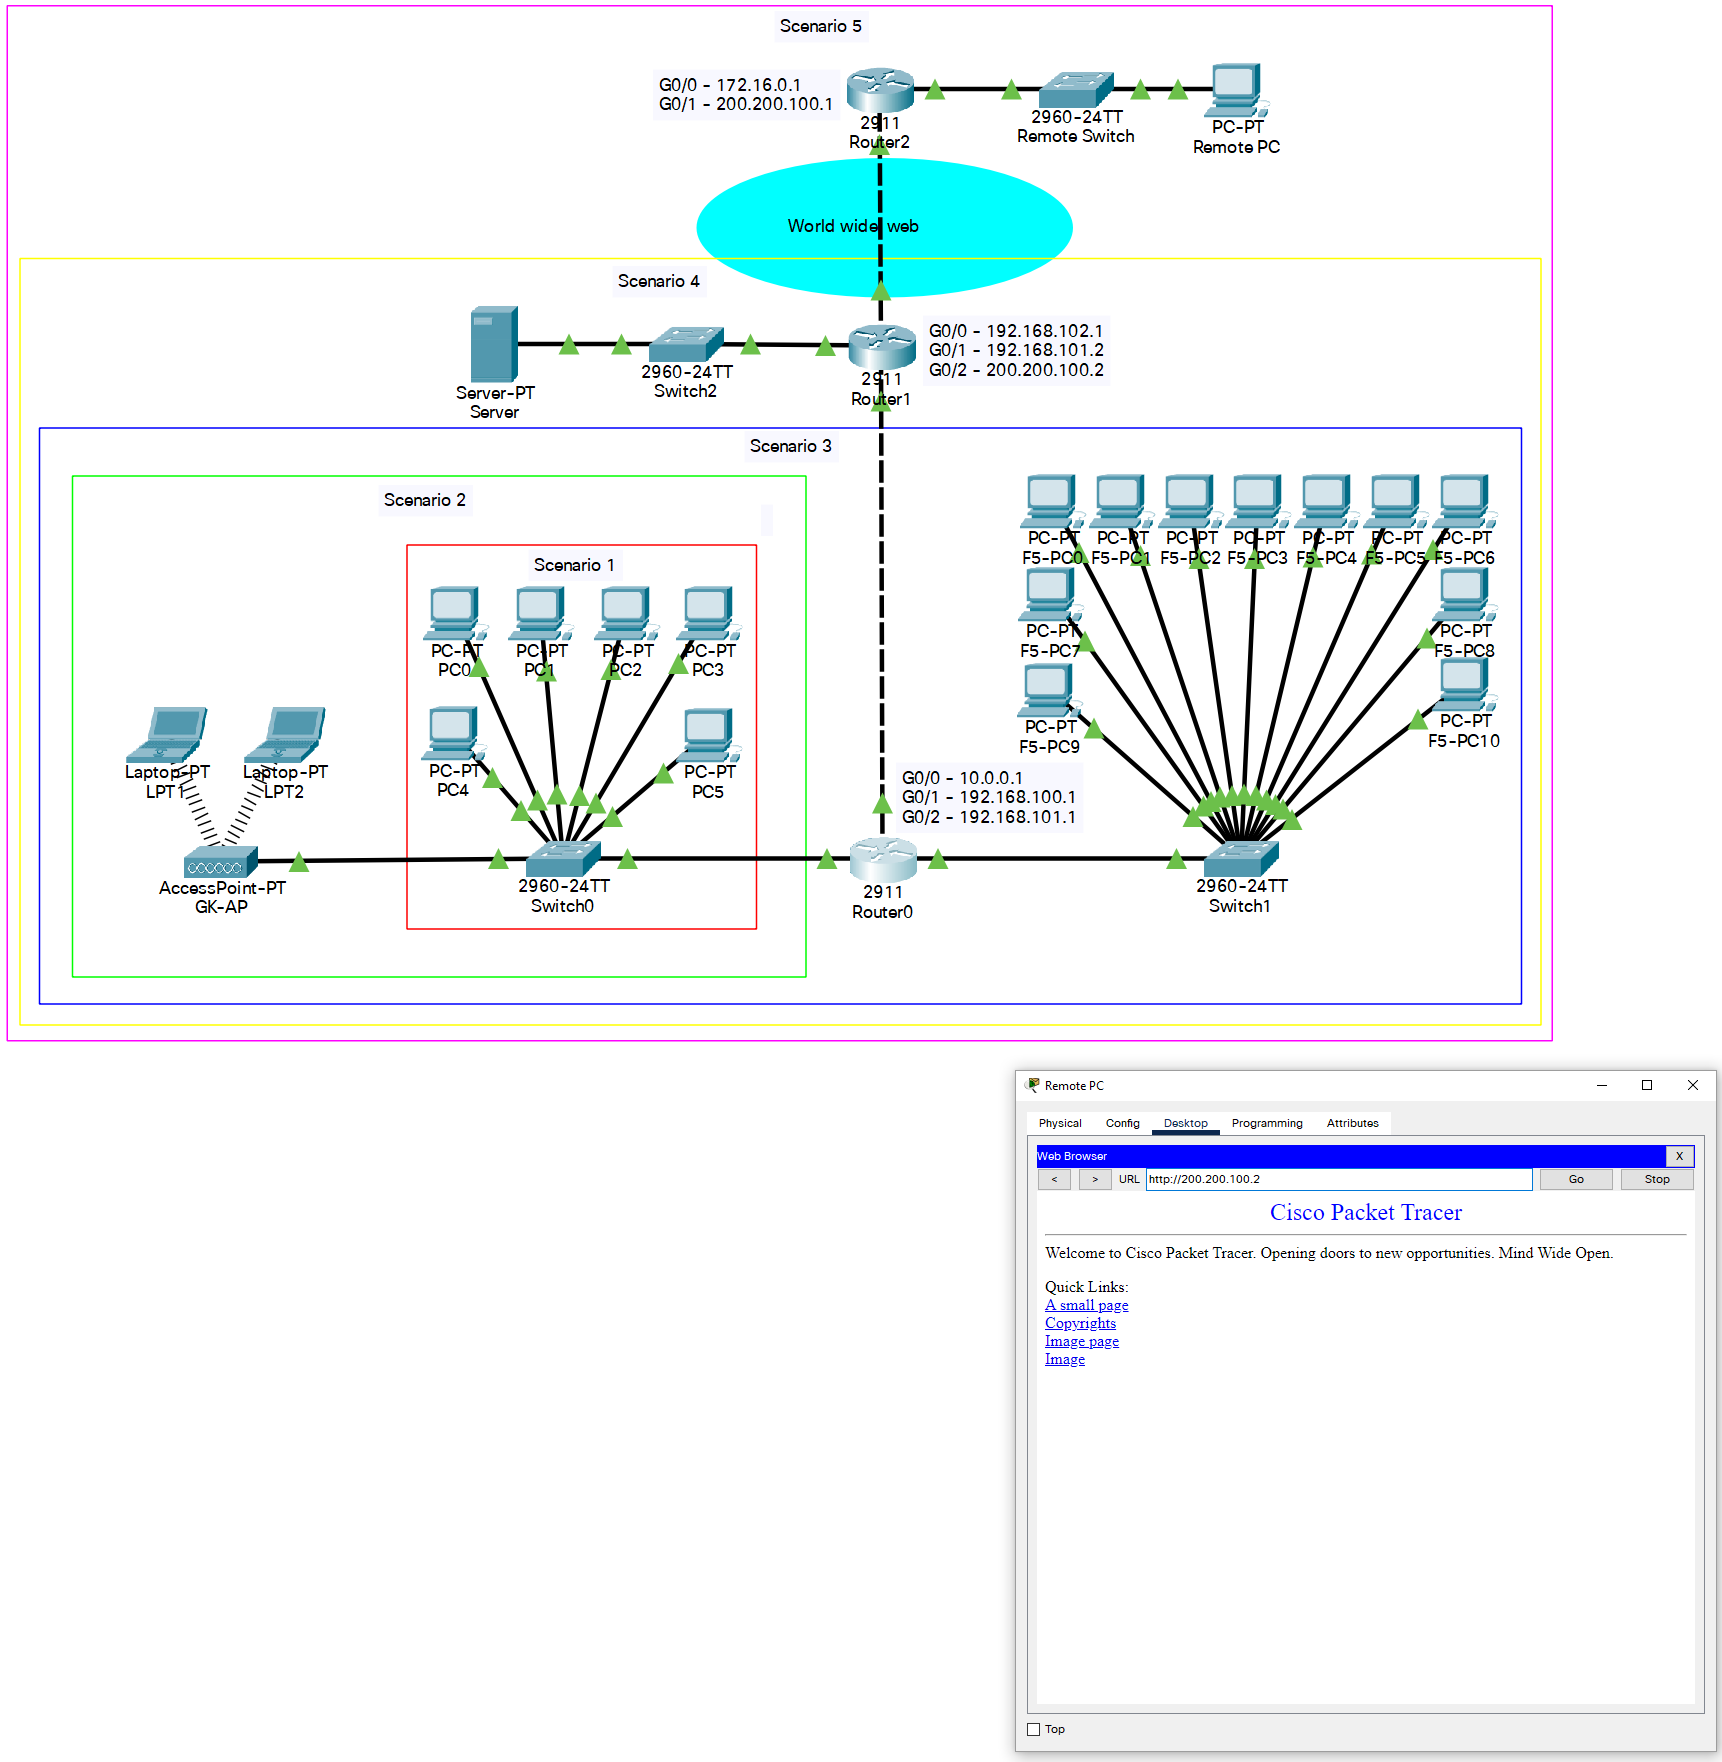 Scenario 5
G0/0 - 172.16.0.1
G0/1 - 200.200.100.1
2911
Router2
2960-24TT
Remote Switch
PC-PT
Remote PC
World wide web
Scenario 4
Server-PT
Server
2960-24TT
Switch2
2911
Router1
G0/0 - 192.168.102.1
G0/1 - 192.168.101.2
G0/2 - 200.200.100.2
Scenario 3
Scenario 2
Scenario 1
PC-PT
PC0
PC-PT
PC1
PC-PT
PC2
PC-PT
PC3
PC-PT
PC4
PC-PT
PC5
Laptop-PT
LPT1
Laptop-PT
LPT2
AccessPoint-PT
GK-AP
2960-24TT
Switch0
G0/0 - 10.0.0.1
G0/1 - 192.168.100.1
G0/2 - 192.168.101.1
2911
Router0
PC-PT
F5-PC0
PC-PT
F5-PC1
PC-PT
F5-PC2
PC-PT
F5-PC3
PC-PT
F5-PC4
PC-PT
F5-PC5
PC-PT
F5-PC6
PC-PT
F5-PC7
PC-PT
F5-PC8
PC-PT
F5-PC9
PC-PT
F5-PC10
2960-24TT
Switch1
Remote PC
Physical Config Desktop Programming Attributes
Web Browser X
< > URL http://200.200.100.2 Go Stop
Cisco Packet Tracer
Welcome to Cisco Packet Tracer. Opening doors to new opportunities. Mind Wide Open.
Quick Links:
A small page
Copyrights
Image page
Image
Top